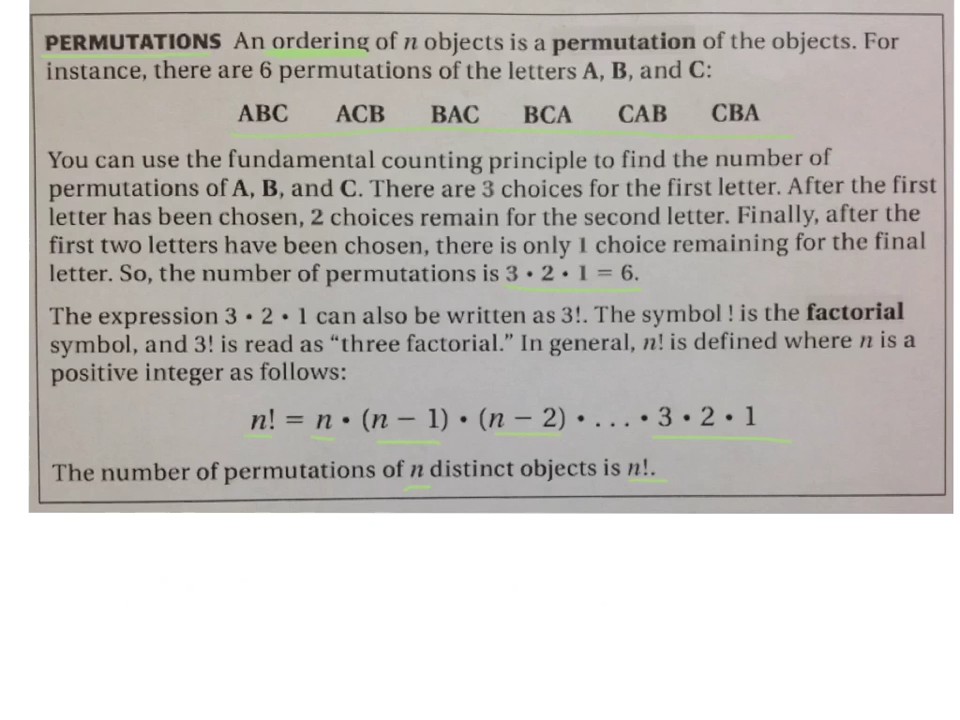 PERMUTATIONS An ordering of n objects is a permutation of the objects. For
instance, there are 6 permutations of the letters A, B, and C:
ABC ACB BAC BCA CAB CBA
You can use the fundamental counting principle to find the number of
permutations of A, B, and C. There are 3 choices for the first letter. After the first
letter has been chosen, 2 choices remain for the second letter. Finally, after the
first two letters have been chosen, there is only 1 choice remaining for the final
letter. So, the number of permutations is 3 • 2 • 1 = 6.
The expression 3 • 2 • 1 can also be written as 3!. The symbol ! is the factorial
symbol, and 3! is read as “three factorial.” In general, n! is defined where n is a
positive integer as follows:
n! = n • (n − 1) • (n − 2) • . . . • 3 • 2 • 1
The number of permutations of n distinct objects is n!.